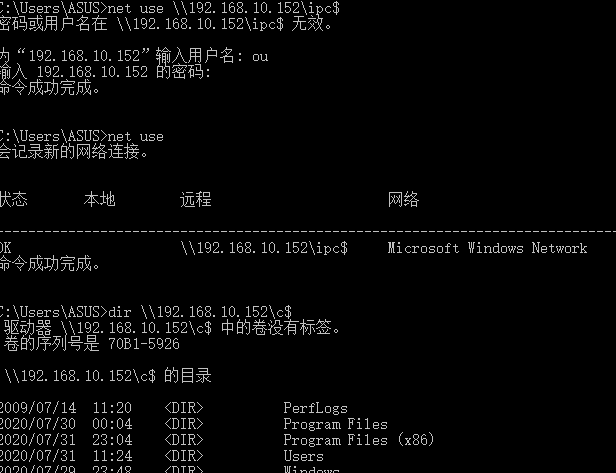 C:\Users\ASUS>net use \\192.168.10.152\ipc$
密码或用户名在 \\192.168.10.152\ipc$ 无效。
为“192.168.10.152”输入用户名: ou
输入 192.168.10.152 的密码:
命令成功完成。
C:\Users\ASUS>net use
会记录新的网络连接。
状态 本地 远程 网络
-------------------------------------------------------------------------------
OK \\192.168.10.152\ipc$ Microsoft Windows Network
命令成功完成。
C:\Users\ASUS>dir \\192.168.10.152\c$
驱动器 \\192.168.10.152\c$ 中的卷没有标签。
卷的序列号是 70B1-5926
\\192.168.10.152\c$ 的目录
2009/07/14 11:20 <DIR> PerfLogs
2020/07/30 00:04 <DIR> Program Files
2020/07/31 23:04 <DIR> Program Files (x86)
2020/07/31 11:24 <DIR> Users
2020/07/29 23:48 <DIR> Windows